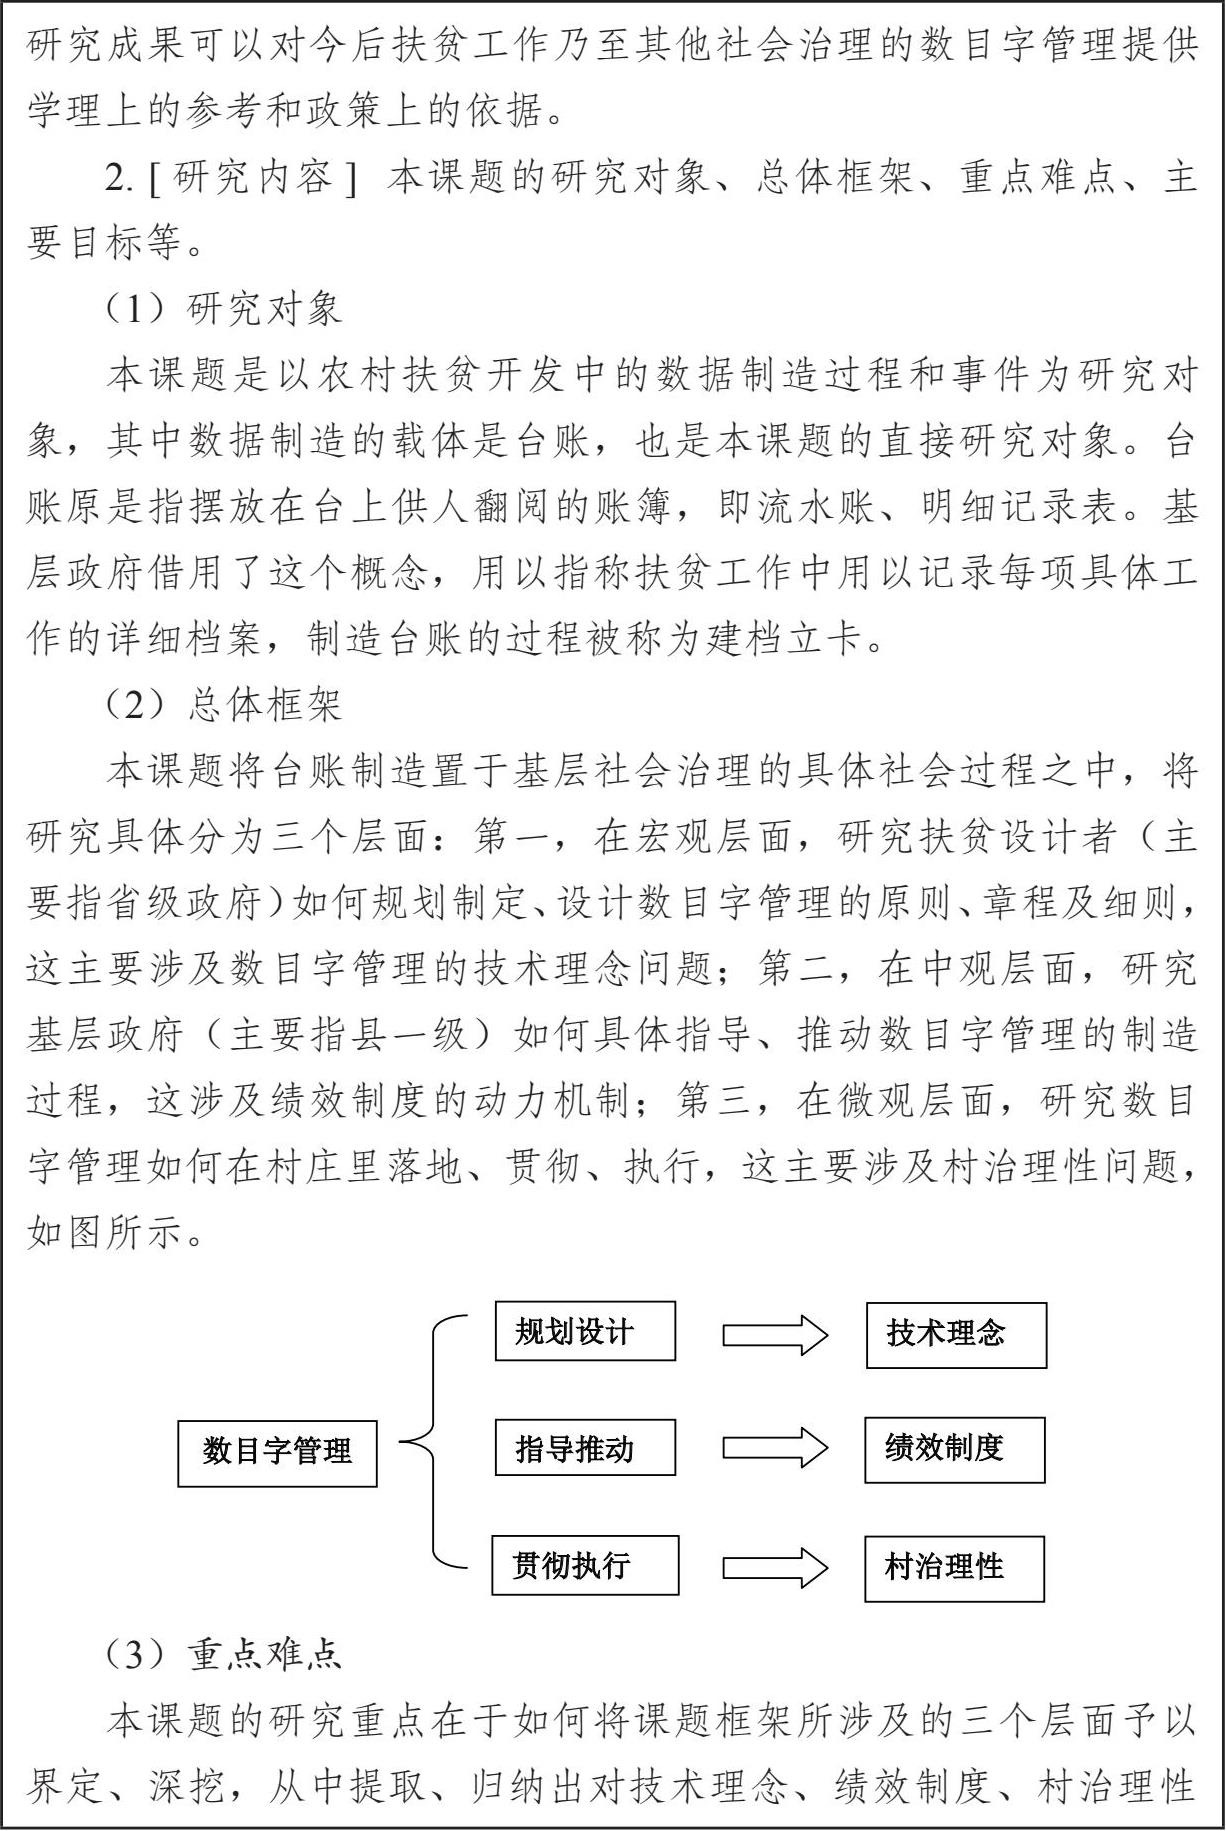 研究成果可以对今后扶贫工作乃至其他社会治理的数目字管理提供
学理上的参考和政策上的依据。
2. [ 研究内容 ] 本课题的研究对象、总体框架、重点难点、主
要目标等。
（1）研究对象
本课题是以农村扶贫开发中的数据制造过程和事件为研究对
象，其中数据制造的载体是台账，也是本课题的直接研究对象。台
账原是指摆放在台上供人翻阅的账簿，即流水账、明细记录表。基
层政府借用了这个概念，用以指称扶贫工作中用以记录每项具体工
作的详细档案，制造台账的过程被称为建档立卡。
（2）总体框架
本课题将台账制造置于基层社会治理的具体社会过程之中，将
研究具体分为三个层面：第一，在宏观层面，研究扶贫设计者（主
要指省级政府）如何规划制定、设计数目字管理的原则、章程及细则，
这主要涉及数目字管理的技术理念问题；第二，在中观层面，研究
基层政府（主要指县一级）如何具体指导、推动数目字管理的制造
过程，这涉及绩效制度的动力机制；第三，在微观层面，研究数目
字管理如何在村庄里落地、贯彻、执行，这主要涉及村治理性问题，
如图所示。
规划设计 技术理念
数目字管理 指导推动 绩效制度
贯彻执行 村治理性
（3）重点难点
本课题的研究重点在于如何将课题框架所涉及的三个层面予以
界定、深挖，从中提取、归纳出对技术理念、绩效制度、村治理性